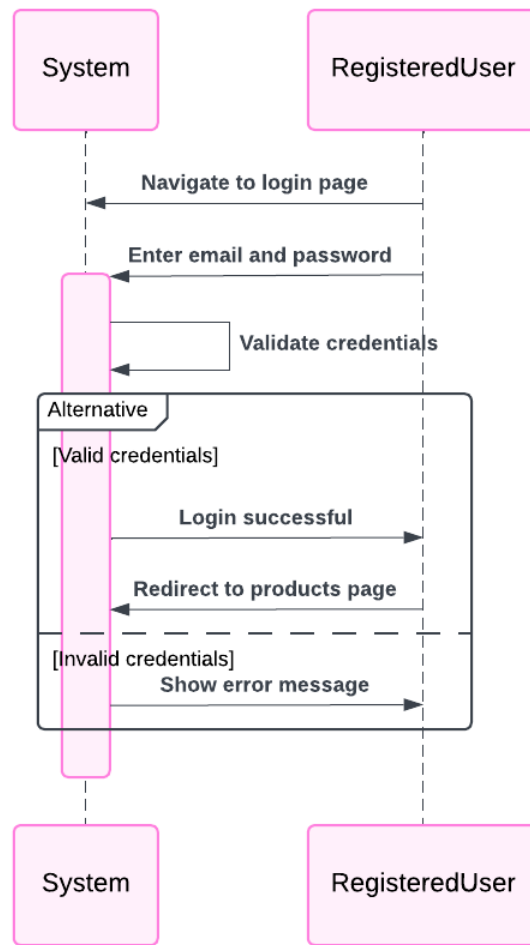 System
RegisteredUser
Navigate to login page
Enter email and password
Validate credentials
Alternative
[Valid credentials]
Login successful
Redirect to products page
[Invalid credentials]
Show error message
System
RegisteredUser